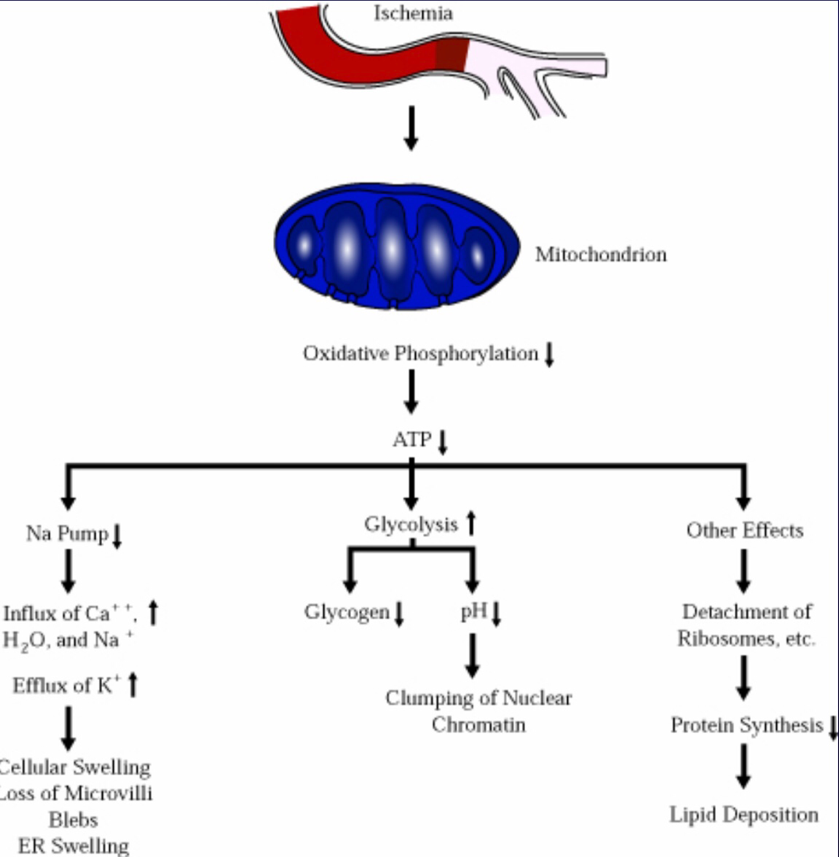 Ischemia
Mitochondrion
Oxidative Phosphorylation ↓
ATP ↓
Na Pump ↓
Influx of Ca⁺⁺, ↑
H₂O, and Na⁺
Efflux of K⁺ ↑
Cellular Swelling
Loss of Microvilli
Blebs
ER Swelling
Glycolysis ↑
Glycogen ↓
pH ↓
Clumping of Nuclear
Chromatin
Other Effects
Detachment of
Ribosomes, etc.
Protein Synthesis ↓
Lipid Deposition